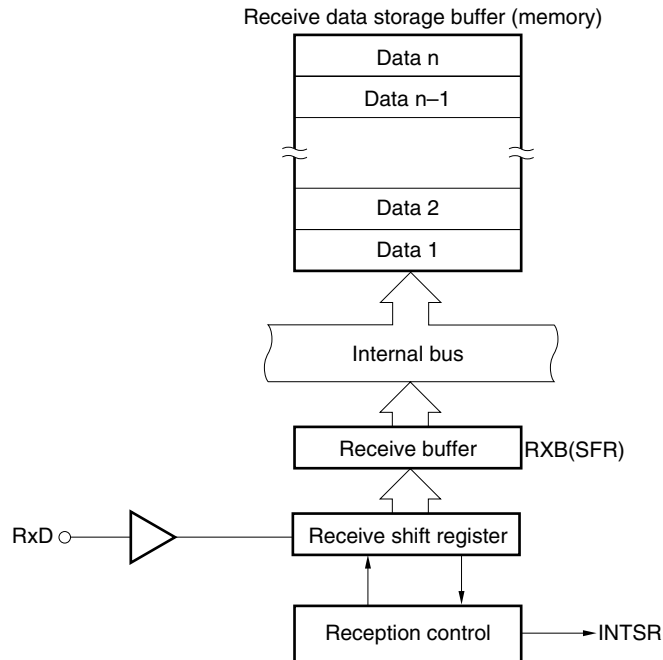 Receive data storage buffer (memory)
Data n
Data n–1
Data 2
Data 1
Internal bus
Receive buffer
RXB(SFR)
RxD
Receive shift register
Reception control
INTSR